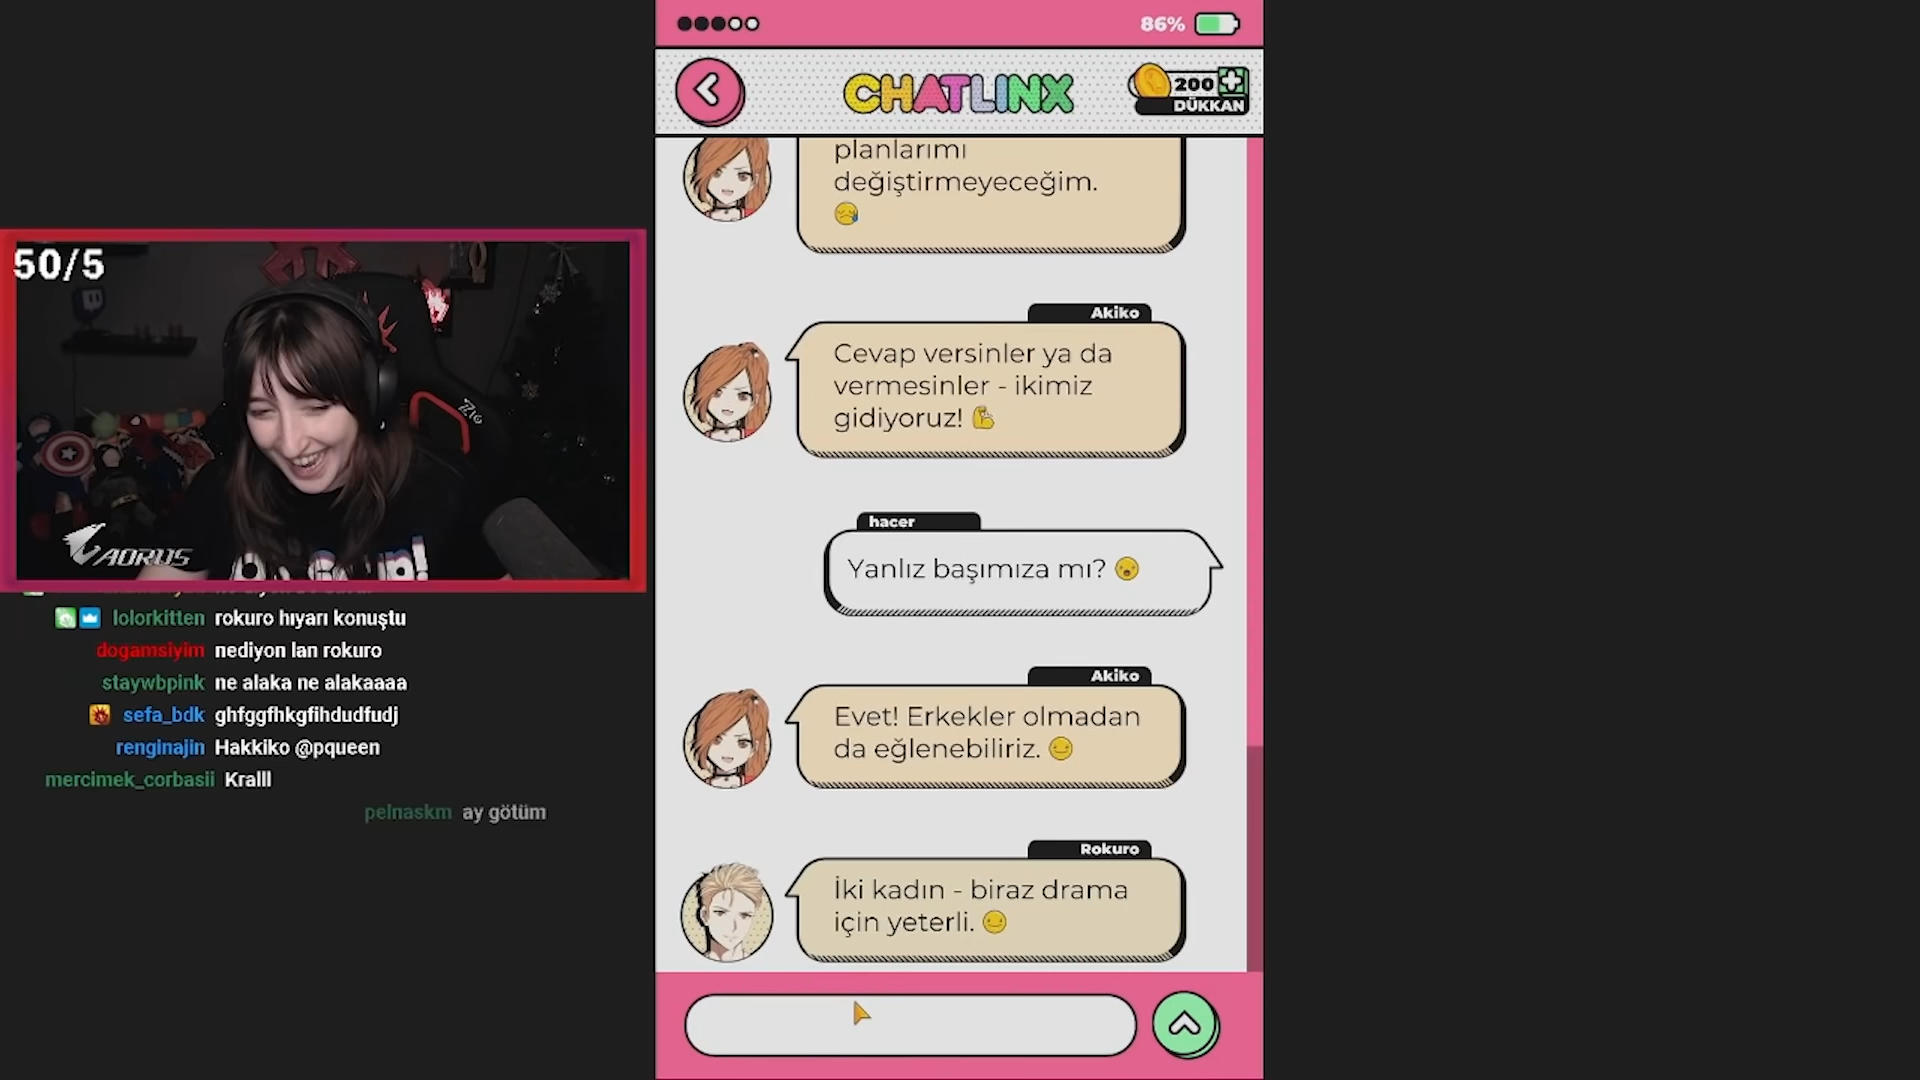 86%
CHATLINX
200
DÜKKAN
planlarımı
değiştirmeyeceğim.
Akiko
Cevap versinler ya da
vermesinler - ikimiz
gidiyoruz!
hacer
Yanlız başımıza mı?
Akiko
Evet! Erkekler olmadan
da eğlenebiliriz.
Rokuro
İki kadın - biraz drama
için yeterli.
50/5
AORUS
lolorkitten rokuro hıyarı konuştu
dogamsiyim nediyon lan rokuro
staywbpink ne alaka ne alakaaaa
sefa_bdk ghfggfhkgfihdudfudj
renginajin Hakkiko @pqueen
mercimek_corbasii Kralll
pelnaskm ay götüm